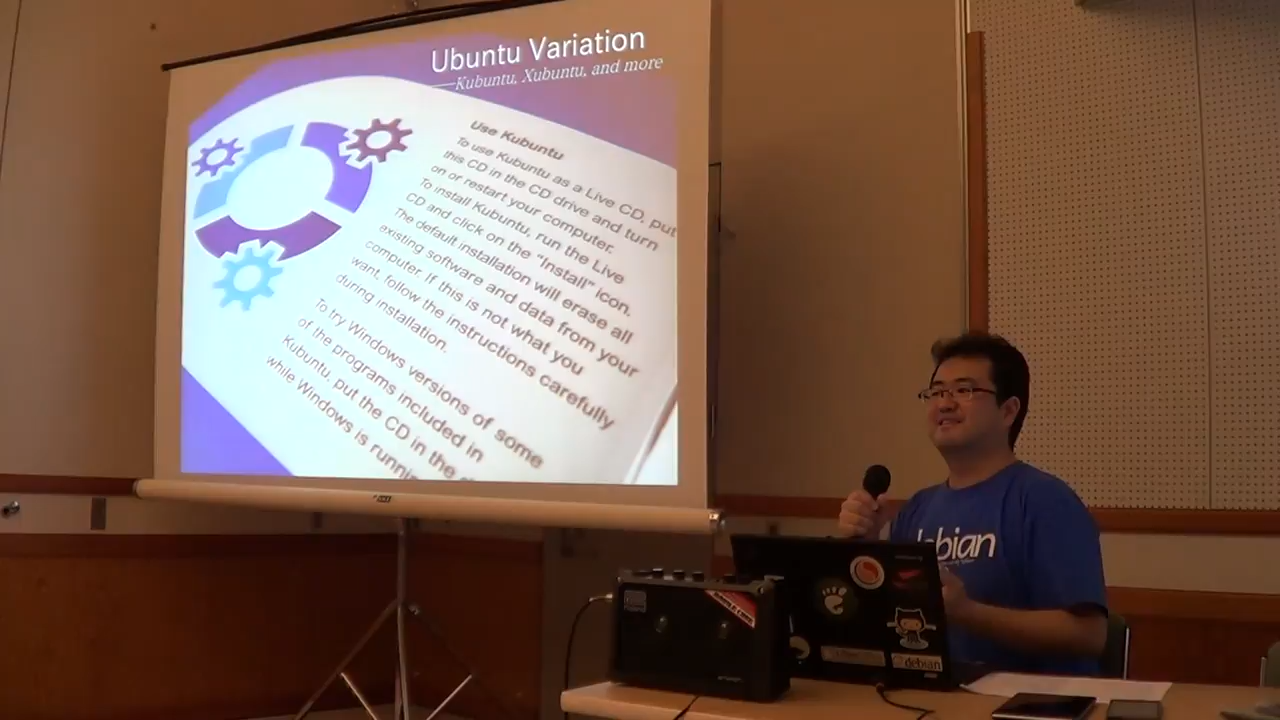 Ubuntu Variation
Kubuntu, Xubuntu, and more
Use Kubuntu
To use Kubuntu as a Live CD, put
this CD in the CD drive and turn
on or restart your computer.
To install Kubuntu, run the Live
CD and click on the "Install" icon.
The default installation will erase all
existing software and data from your
computer. If this is not what you
want, follow the instructions carefully
during installation.
To try Windows versions of some
of the programs included in
Kubuntu, put the CD in the
while Windows is runnin
ebian
debian